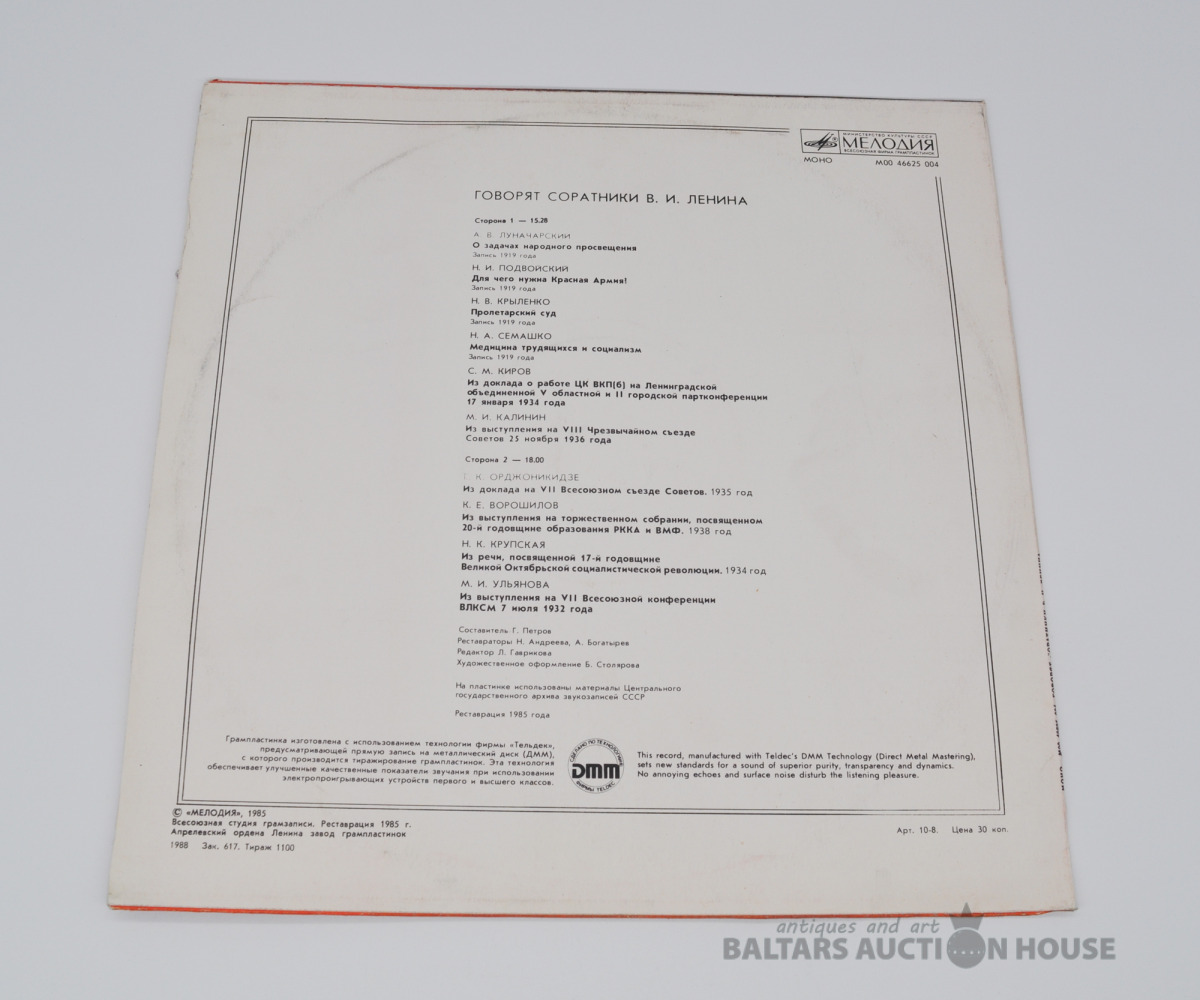 МИНИСТЕРСТВО КУЛЬТУРЫ СССР
МЕЛОДИЯ
ВСЕСОЮЗНАЯ ФИРМА ГРАМПЛАСТИНОК
МОНО М00 46625 004
ГОВОРЯТ СОРАТНИКИ В. И. ЛЕНИНА
Сторона 1 — 15.28
А. В. ЛУНАЧАРСКИЙ
О задачах народного просвещения
Запись 1919 года
Н. И. ПОДВОЙСКИЙ
Для чего нужна Красная Армия!
Запись 1919 года
Н. В. КРЫЛЕНКО
Пролетарский суд
Запись 1919 года
Н. А. СЕМАШКО
Медицина трудящихся и социализм
Запись 1919 года
С. М. КИРОВ
Из доклада о работе ЦК ВКП(б) на Ленинградской
объединенной V областной и II городской партконференции
17 января 1934 года
М. И. КАЛИНИН
Из выступления на VIII Чрезвычайном съезде
Советов 25 ноября 1936 года
Сторона 2 — 18.00
Г. К. ОРДЖОНИКИДЗЕ
Из доклада на VII Всесоюзном съезде Советов. 1935 год
К. Е. ВОРОШИЛОВ
Из выступления на торжественном собрании, посвященном
20-й годовщине образования РККА и ВМФ. 1938 год
Н. К. КРУПСКАЯ
Из речи, посвященной 17-й годовщине
Великой Октябрьской социалистической революции. 1934 год
М. И. УЛЬЯНОВА
Из выступления на VII Всесоюзной конференции
ВЛКСМ 7 июля 1932 года
Составитель Г. Петров
Реставраторы Н. Андреева, А. Богатырев
Редактор Л. Гаврикова
Художественное оформление Б. Столярова
На пластинке использованы материалы Центрального
государственного архива звукозаписей СССР
Реставрация 1985 года
Грампластинка изготовлена с использованием технологии фирмы «Тельдек»,
предусматривающей прямую запись на металлический диск (ДММ),
с которого производится тиражирование грампластинок. Эта технология
обеспечивает улучшенные качественные показатели звучания при использовании
электропроигрывающих устройств первого и высшего классов.
СДЕЛАНО ПО ТЕХНОЛОГИИ
DMM
ФИРМЫ TELDEC
This record, manufactured with Teldec's DMM Technology (Direct Metal Mastering),
sets new standards for a sound of superior purity, transparency and dynamics.
No annoying echoes and surface noise disturb the listening pleasure.
© «МЕЛОДИЯ», 1985
Всесоюзная студия грамзаписи. Реставрация 1985 г.
Апрелевский ордена Ленина завод грампластинок
1988 Зак. 617. Тираж 1100
Арт. 10-8. Цена 30 коп.
antiques and art
BALTARS AUCTION HOUSE